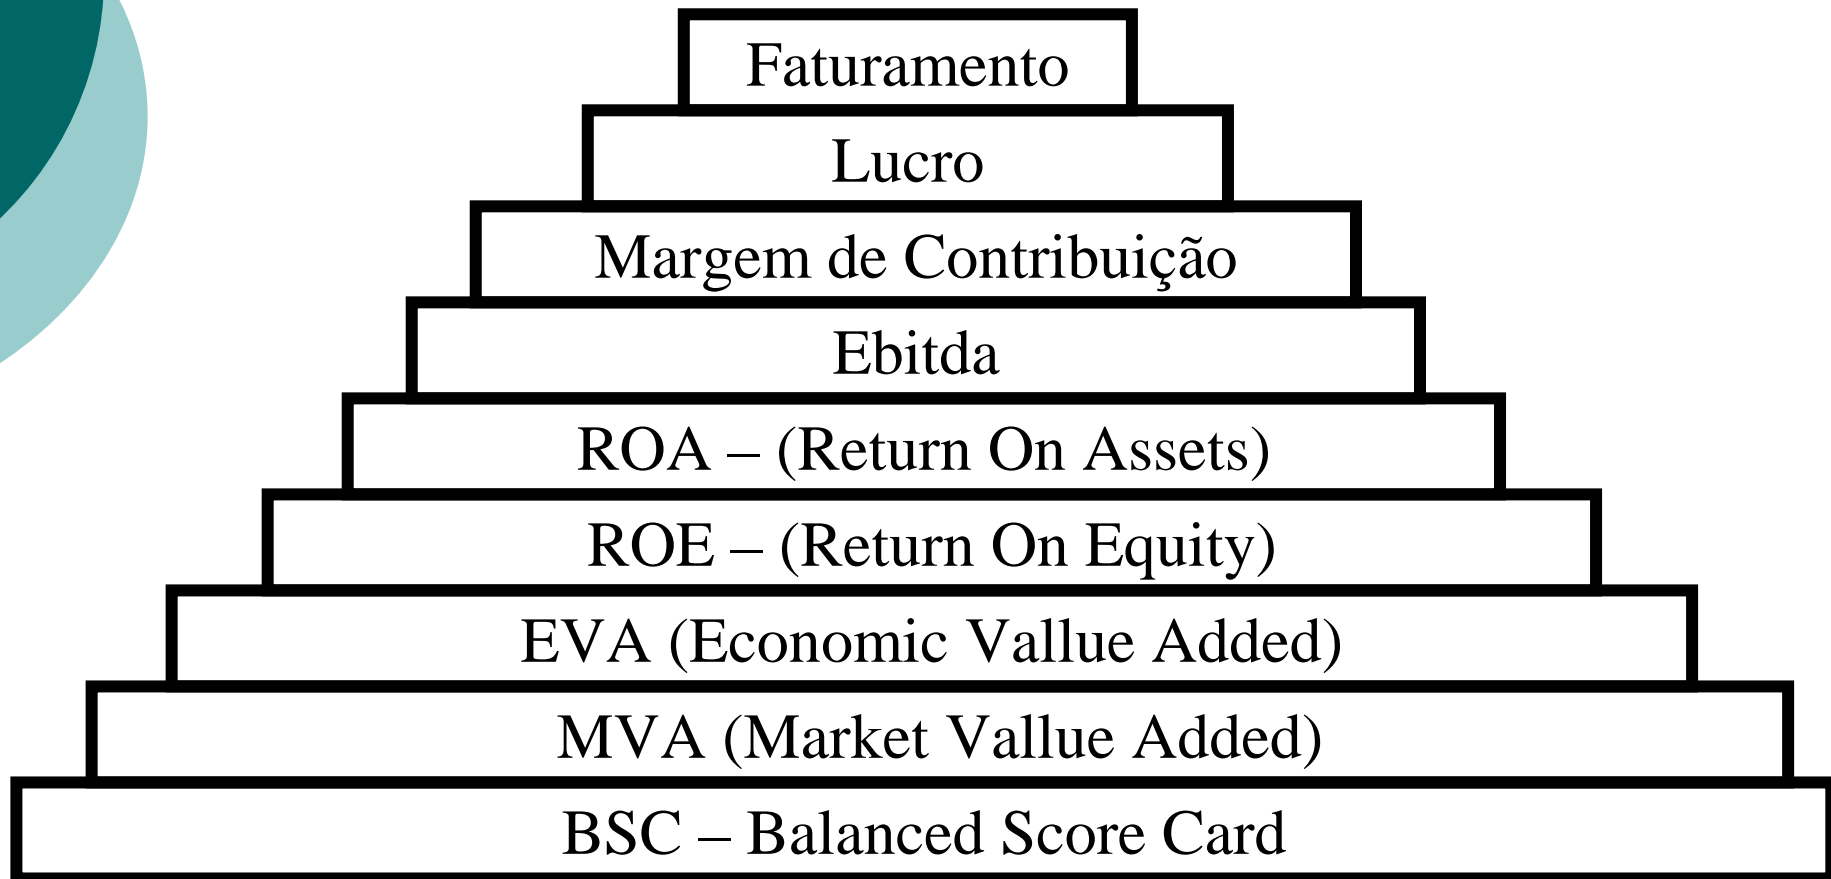 Faturamento
Lucro
Margem de Contribuição
Ebitda
ROA – (Return On Assets)
ROE – (Return On Equity)
EVA (Economic Vallue Added)
MVA (Market Vallue Added)
BSC – Balanced Score Card